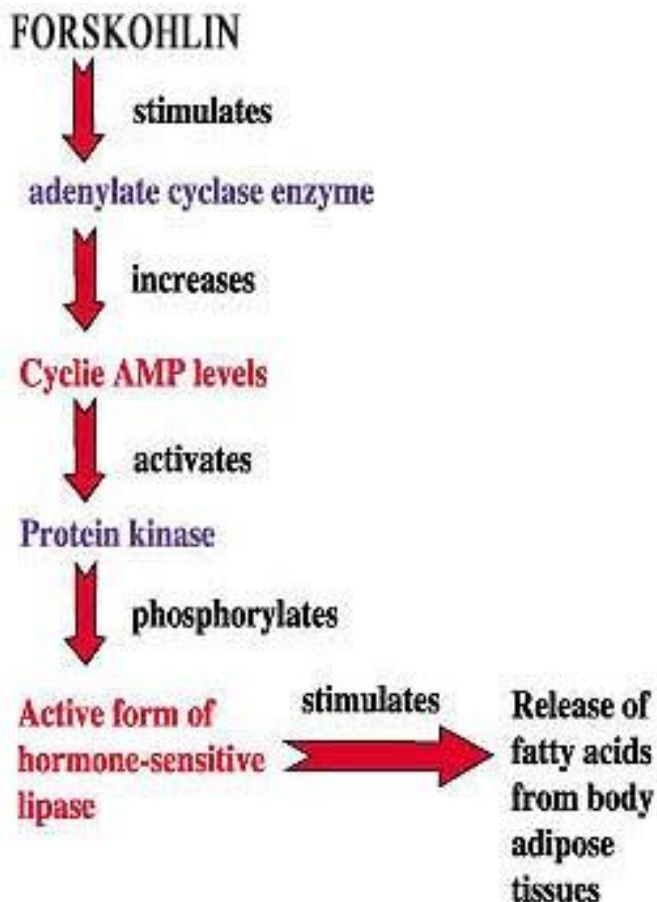 FORSKOHLIN
stimulates
adenylate cyclase enzyme
increases
Cyclie AMP levels
activates
Protein kinase
phosphorylates
Active form of
hormone-sensitive
lipase
stimulates
Release of
fatty acids
from body
adipose
tissues